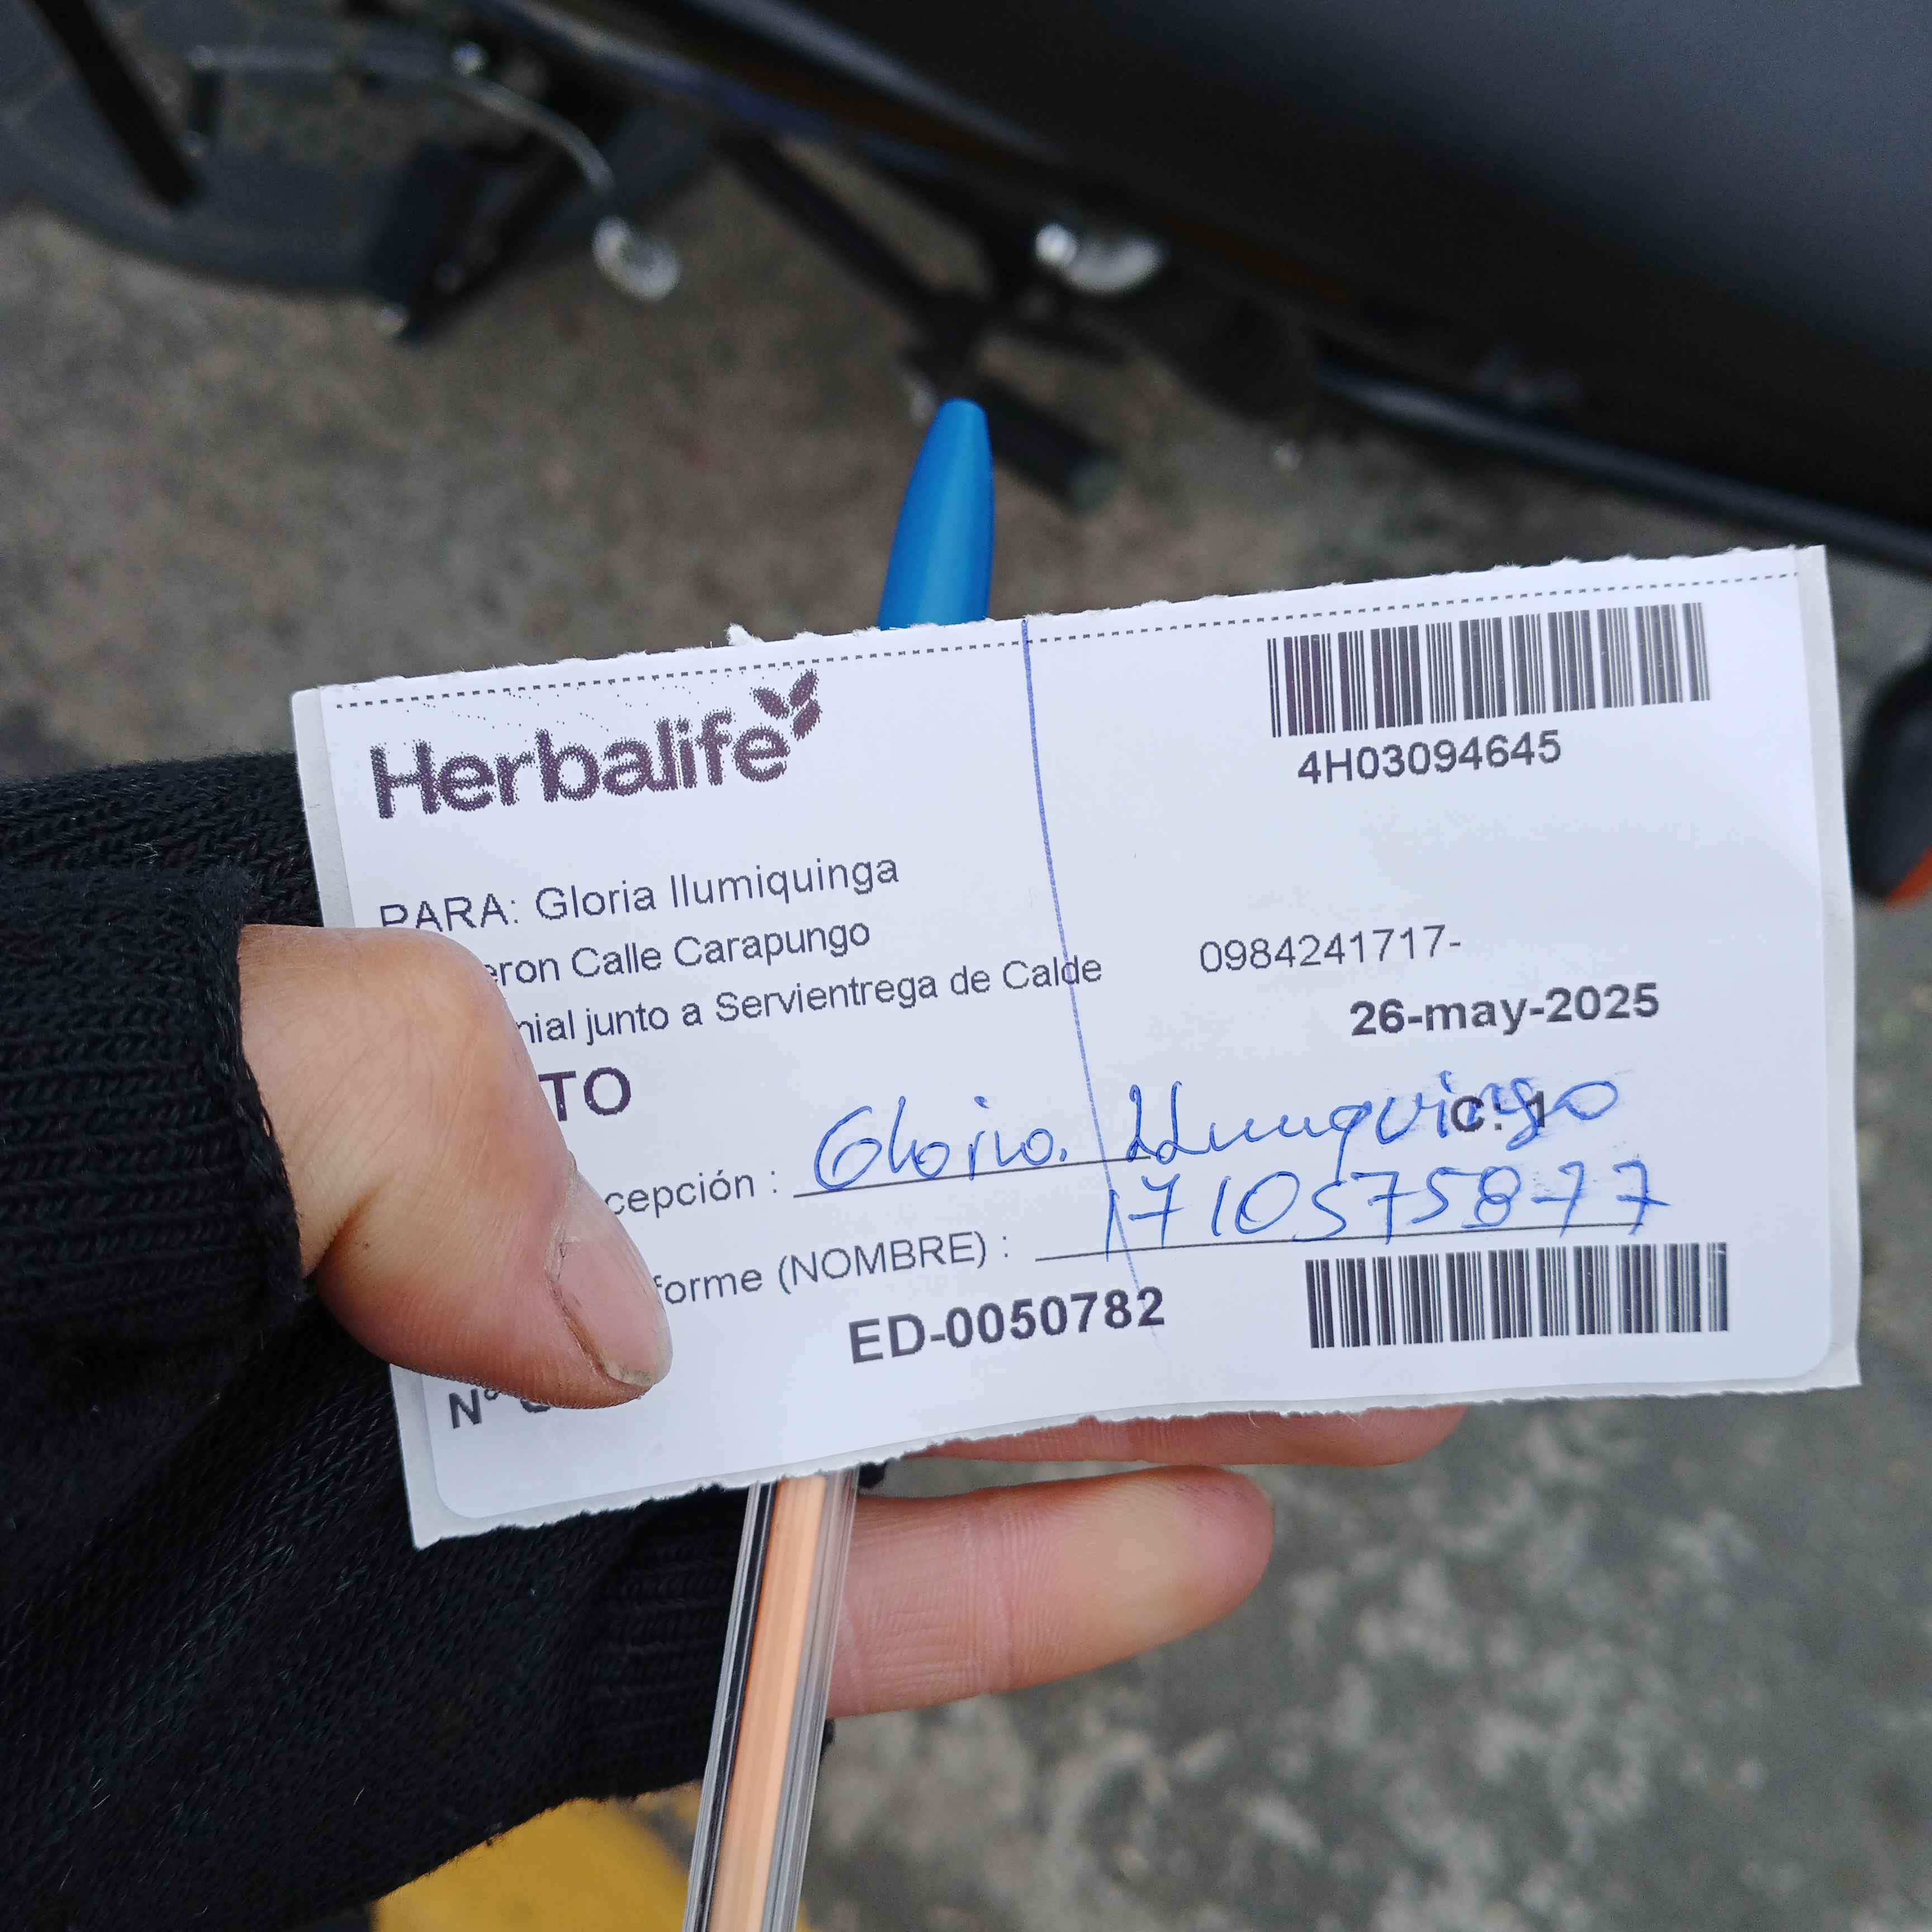 Herbalife
4H03094645
PARA: Gloria Ilumiquinga
eron Calle Carapungo
nial junto a Servientrega de Calde
0984241717-
26-may-2025
TO
C: 1
cepción : Gloria. Ilumiquinga
forme (NOMBRE) : 1710575877
N°
ED-0050782